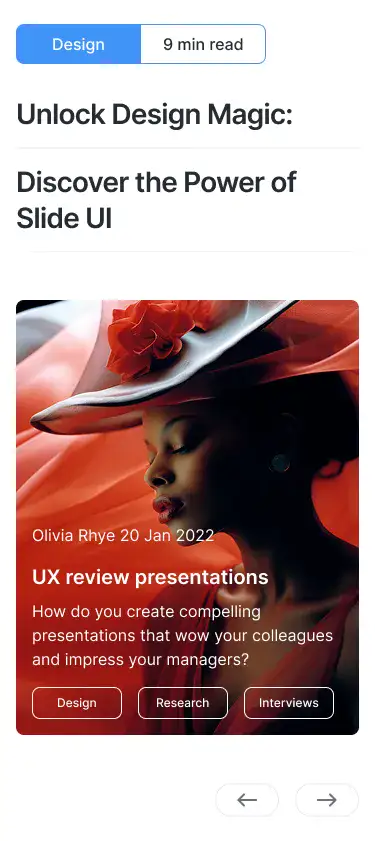 Design
9 min read
Unlock Design Magic:
Discover the Power of
Slide UI
Olivia Rhye 20 Jan 2022
UX review presentations
How do you create compelling
presentations that wow your colleagues
and impress your managers?
Design
Research
Interviews